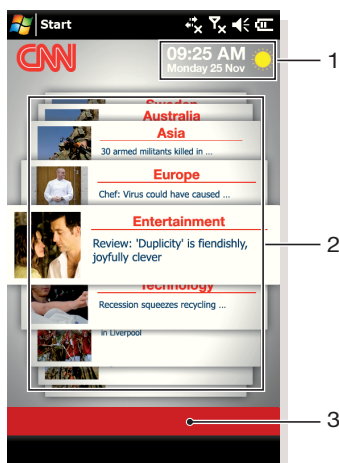 Start
CNN
09:25 AM
Monday 25 Nov
1
Sweden
Australia
Asia
30 armed militants killed in ...
Europe
Chef: Virus could have caused ...
Entertainment
Review: 'Duplicity' is fiendishly,
joyfully clever
2
Technology
Recession squeezes recycling ...
in Liverpool
3